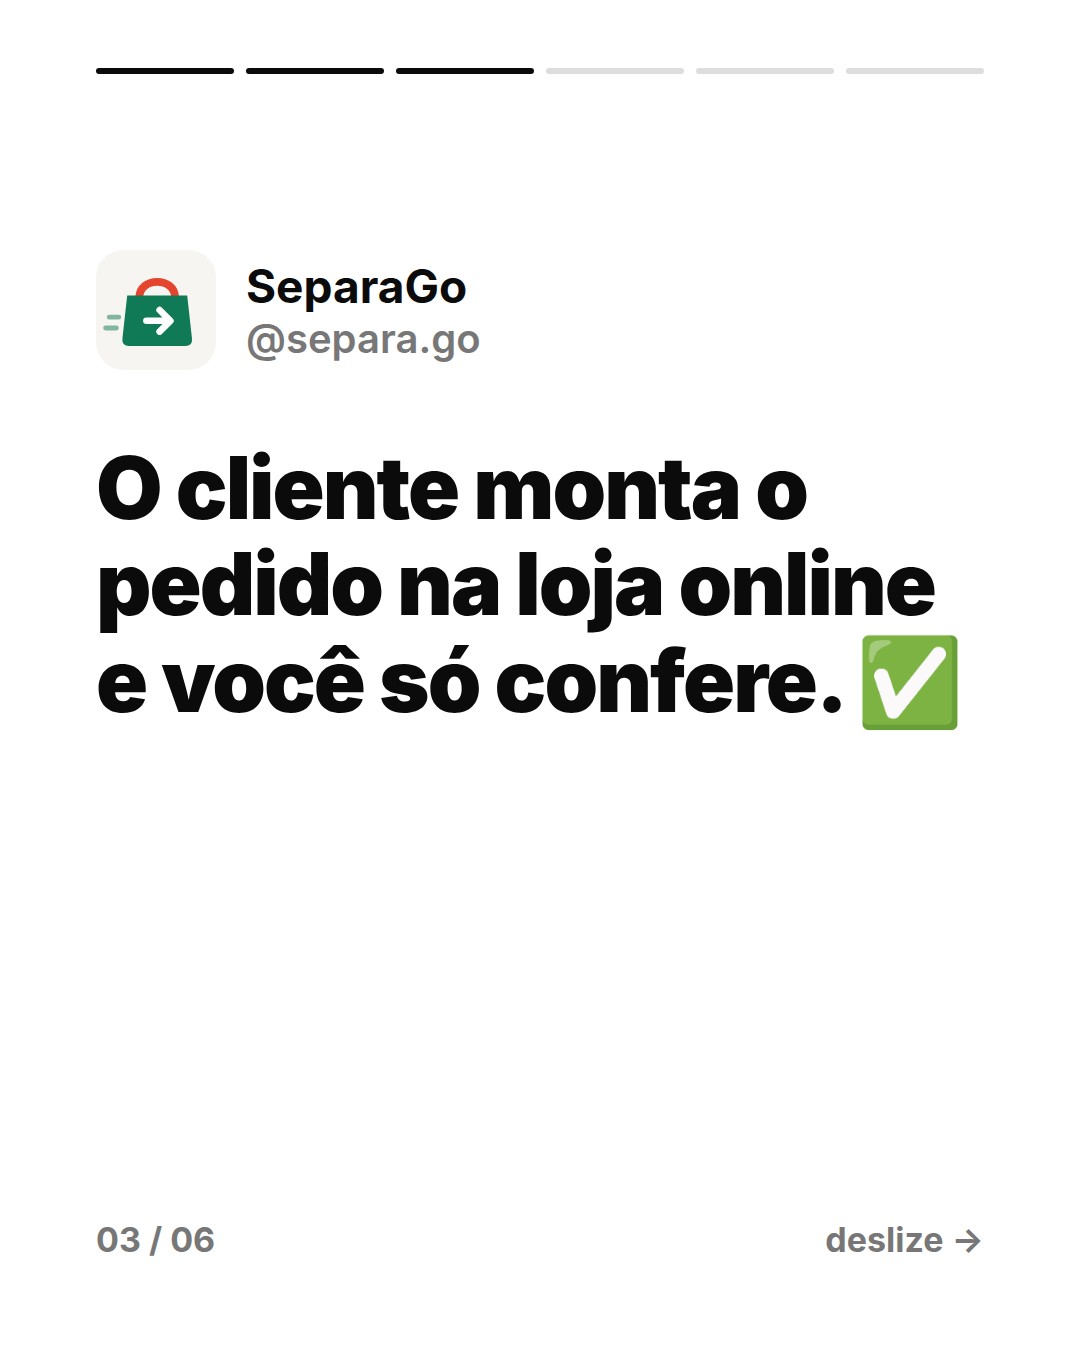 SeparaGo
@separa.go
O cliente monta o
pedido na loja online
e você só confere. ✅
03 / 06
deslize →